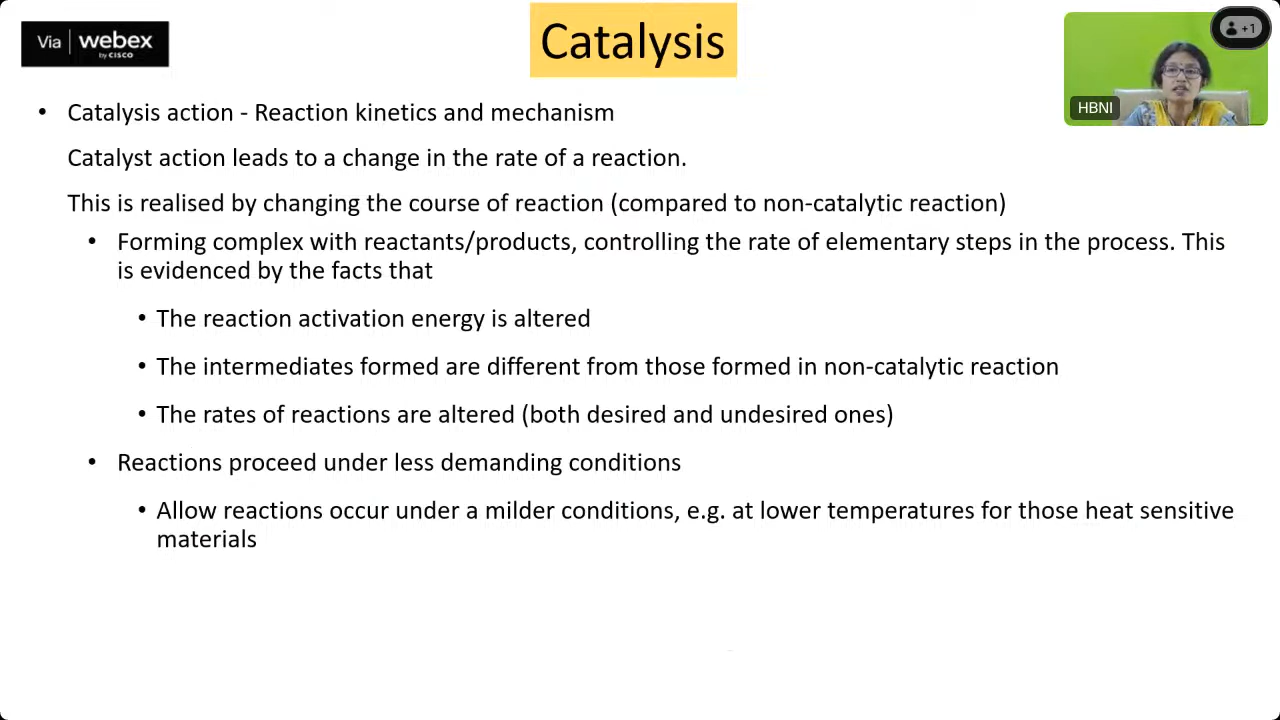 Via webex
by CISCO
Catalysis
+1
HBNI
• Catalysis action - Reaction kinetics and mechanism
Catalyst action leads to a change in the rate of a reaction.
This is realised by changing the course of reaction (compared to non-catalytic reaction)
• Forming complex with reactants/products, controlling the rate of elementary steps in the process. This
is evidenced by the facts that
• The reaction activation energy is altered
• The intermediates formed are different from those formed in non-catalytic reaction
• The rates of reactions are altered (both desired and undesired ones)
• Reactions proceed under less demanding conditions
• Allow reactions occur under a milder conditions, e.g. at lower temperatures for those heat sensitive
materials